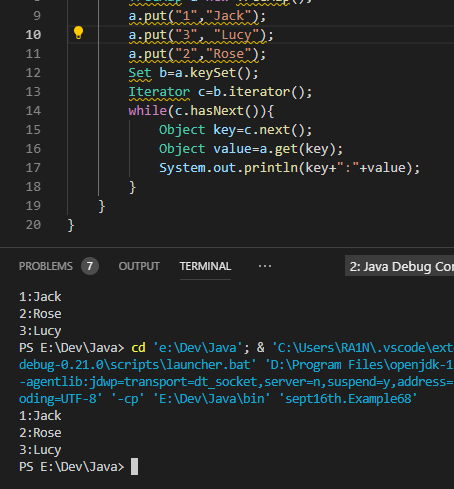 9 a.put("1","Jack");
10 a.put("3", "Lucy");
11 a.put("2","Rose");
12 Set b=a.keySet();
13 Iterator c=b.iterator();
14 while(c.hasNext()){
15 Object key=c.next();
16 Object value=a.get(key);
17 System.out.println(key+":"+value);
18 }
19 }
20 }
PROBLEMS 7 OUTPUT TERMINAL ··· 2: Java Debug Con
1:Jack
2:Rose
3:Lucy
PS E:\Dev\Java> cd 'e:\Dev\Java'; & 'C:\Users\RA1N\.vscode\ext
debug-0.21.0\scripts\launcher.bat' 'D:\Program Files\openjdk-1
-agentlib:jdwp=transport=dt_socket,server=n,suspend=y,address=
oding=UTF-8' '-cp' 'E:\Dev\Java\bin' 'sept16th.Example68'
1:Jack
2:Rose
3:Lucy
PS E:\Dev\Java>